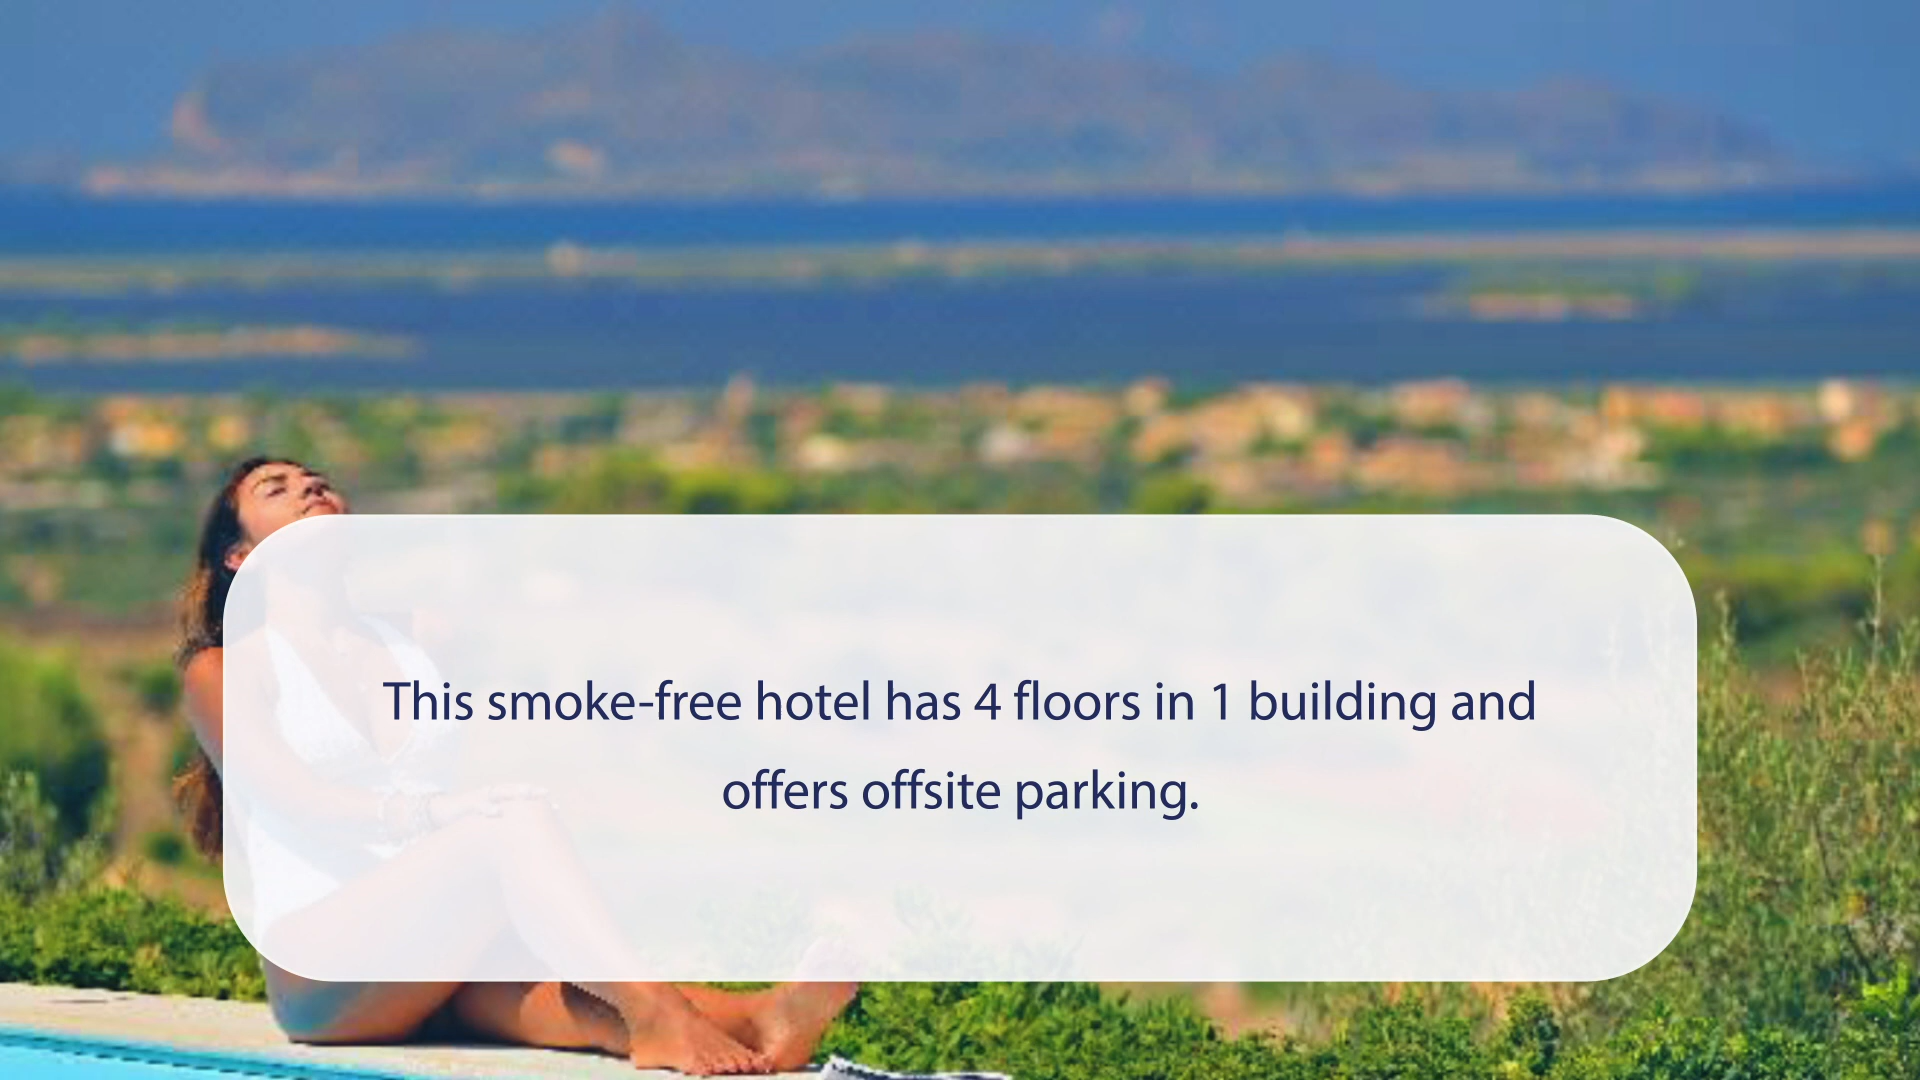 This smoke-free hotel has 4 floors in 1 building and
offers offsite parking.